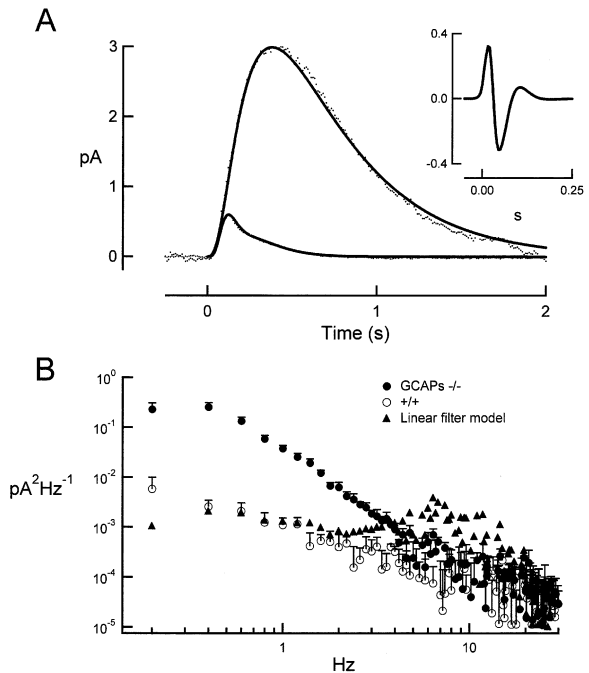 A
3
2
1
0
pA
0
1
2
Time (s)
0.4
0.0
-0.4
0.00
0.25
s
B
10⁰
10⁻¹
10⁻²
10⁻³
10⁻⁴
10⁻⁵
pA²Hz⁻¹
GCAPs -/-
+/+
Linear filter model
1
10
Hz